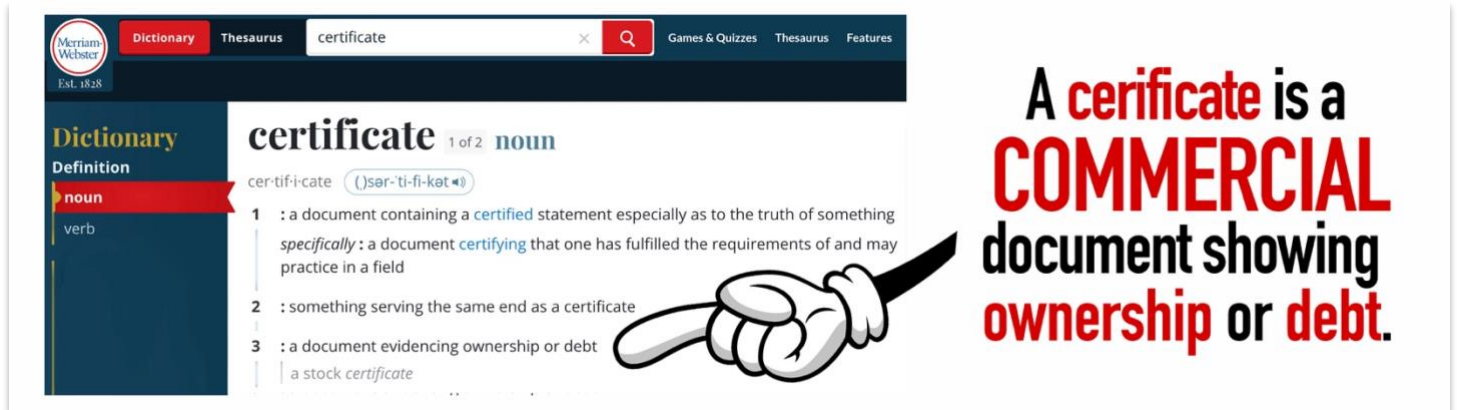 Merriam-
Webster
Est. 1828
Dictionary Thesaurus certificate × Games & Quizzes Thesaurus Features
Dictionary
Definition
noun
verb
certificate 1 of 2 noun
cer·tif·i·cate (ˌ)sər-ˈti-fi-kət
1 : a document containing a certified statement especially as to the truth of something
specifically : a document certifying that one has fulfilled the requirements of and may
practice in a field
2 : something serving the same end as a certificate
3 : a document evidencing ownership or debt
a stock certificate
A cerificate is a
COMMERCIAL
document showing
ownership or debt.